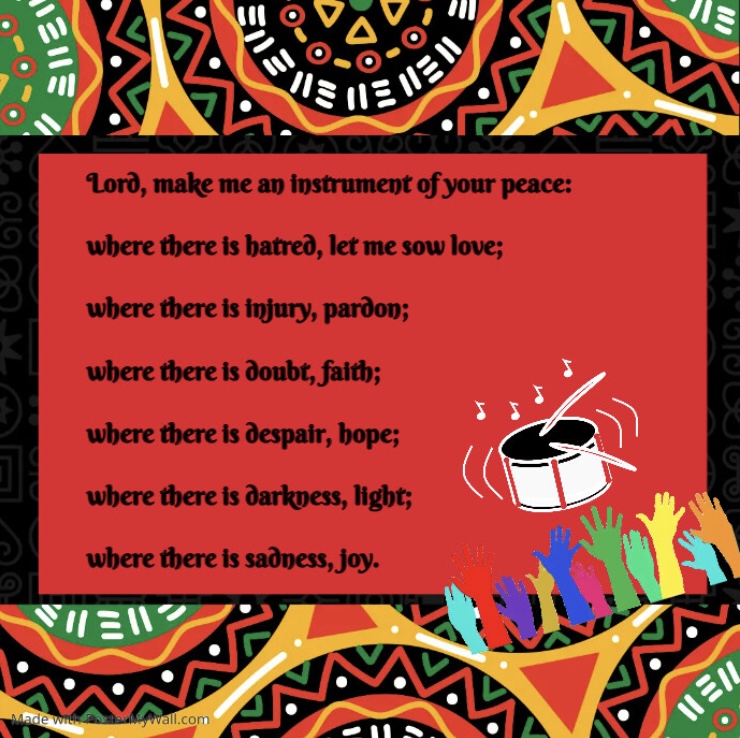 Lord, make me an instrument of your peace:
where there is hatred, let me sow love;
where there is injury, pardon;
where there is doubt, faith;
where there is despair, hope;
where there is darkness, light;
where there is sadness, joy.
Made with PosterMyWall.com